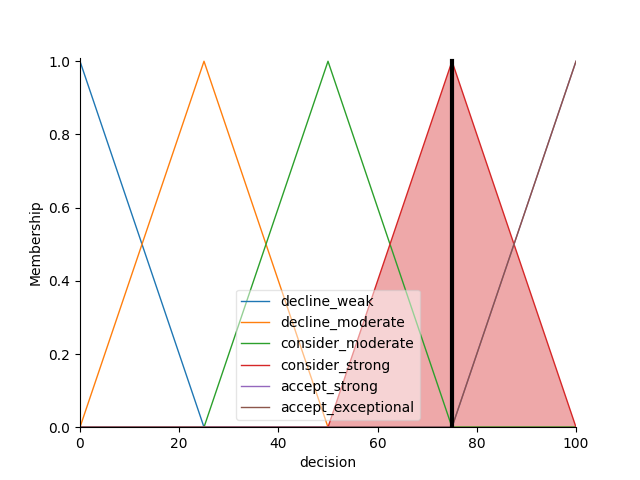 1.0
0.8
0.6
0.4
0.2
0.0
Membership
decline_weak
decline_moderate
consider_moderate
consider_strong
accept_strong
accept_exceptional
0 20 40 60 80 100
decision